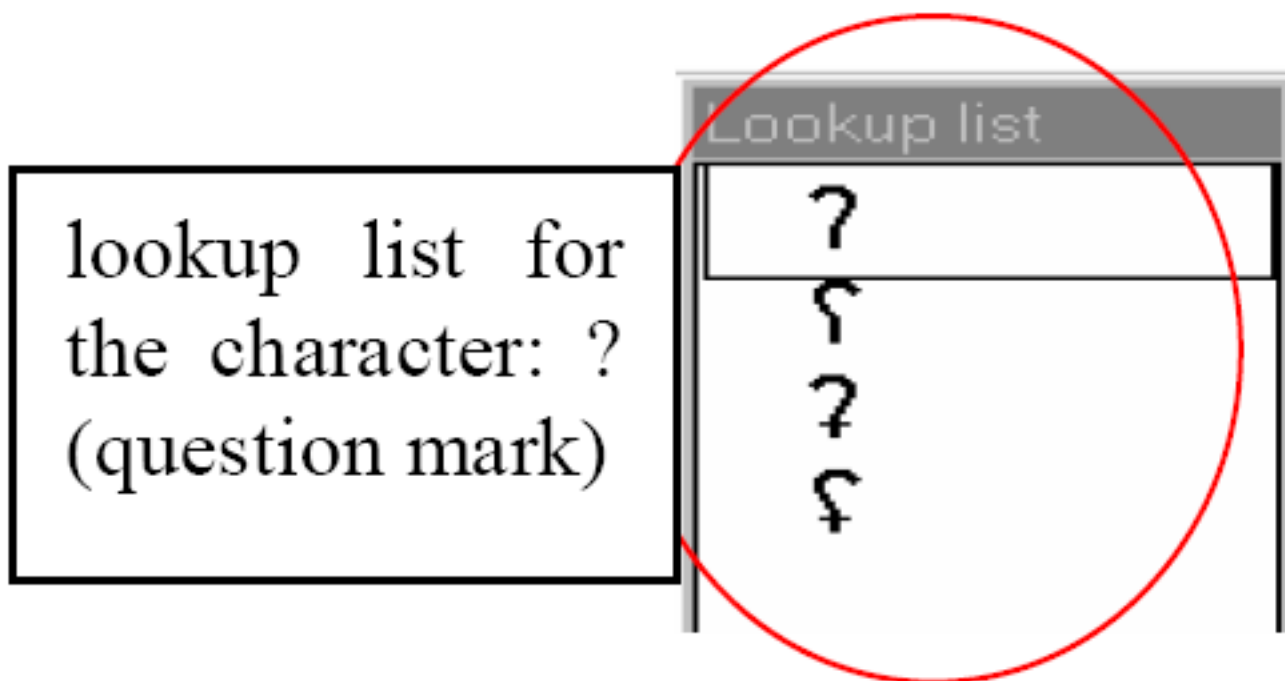 lookup list for
the character: ?
(question mark)
Lookup list
ʔ
ʕ
ʡ
ʢ